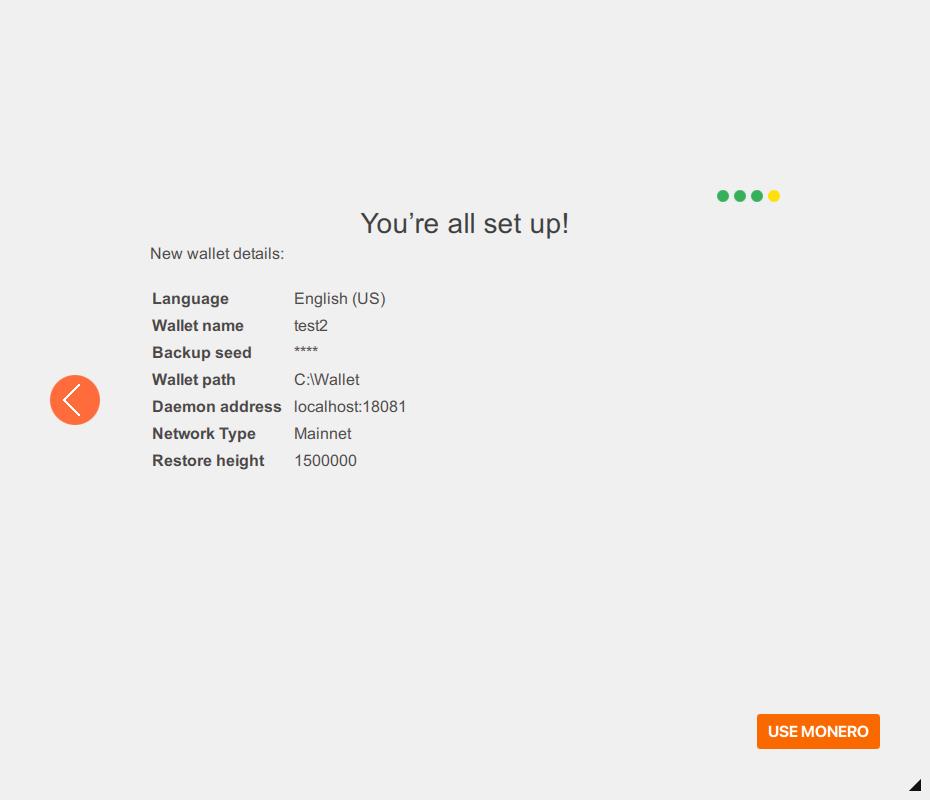 You’re all set up!
New wallet details:
Language English (US)
Wallet name test2
Backup seed ****
Wallet path C:\Wallet
Daemon address localhost:18081
Network Type Mainnet
Restore height 1500000
USE MONERO